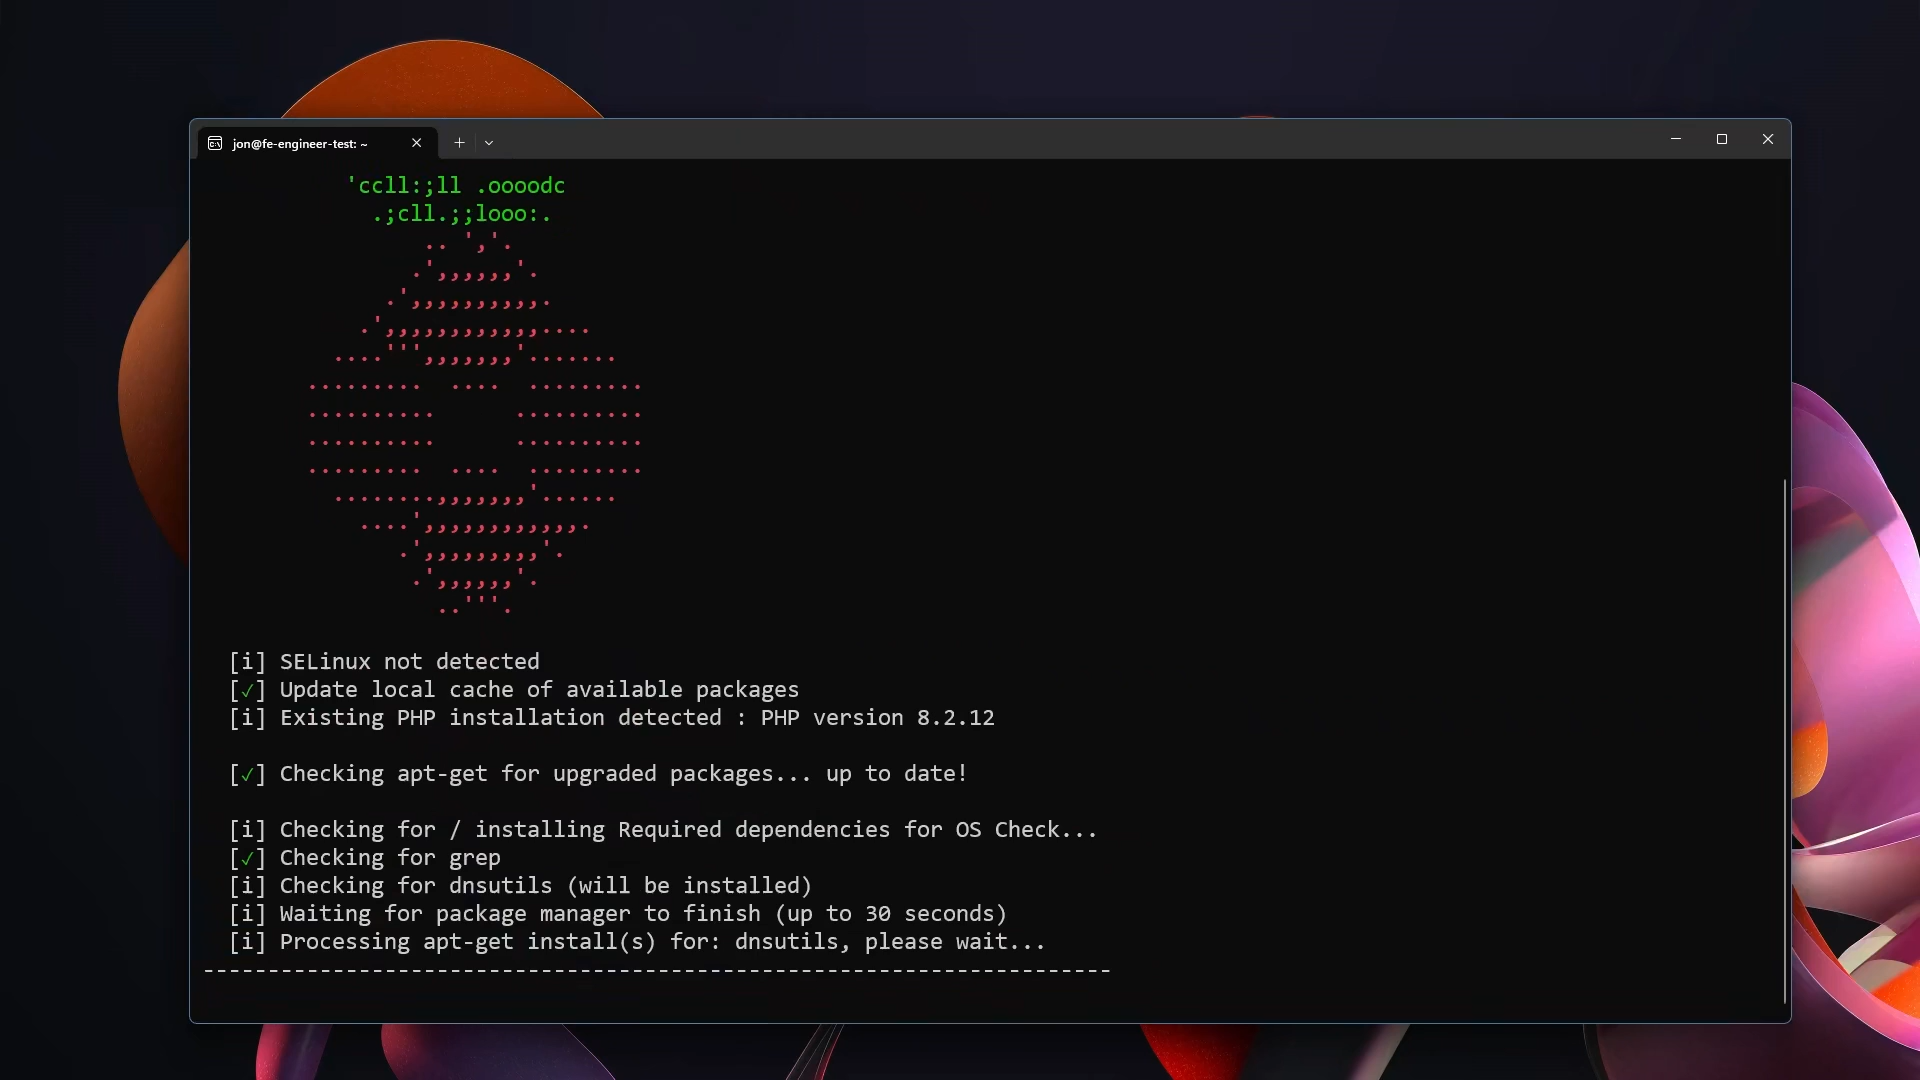 jon@fe-engineer-test: ~
'ccll:;ll .oooodc
.;cll.;;looo:.
.. ','.
.',,,,,,'.
.',,,,,,,,,,.
.',,,,,,,,,,,,....
....''',,,,,,,'.......
.........  ....  .........
..........      ..........
..........      ..........
.........  ....  .........
........,,,,,,,'......
....',,,,,,,,,,,,.
.',,,,,,,,,'.
.',,,,,,'.
..'''.
[i] SELinux not detected
[✓] Update local cache of available packages
[i] Existing PHP installation detected : PHP version 8.2.12
[✓] Checking apt-get for upgraded packages... up to date!
[i] Checking for / installing Required dependencies for OS Check...
[✓] Checking for grep
[i] Checking for dnsutils (will be installed)
[i] Waiting for package manager to finish (up to 30 seconds)
[i] Processing apt-get install(s) for: dnsutils, please wait...
----------------------------------------------------------------------